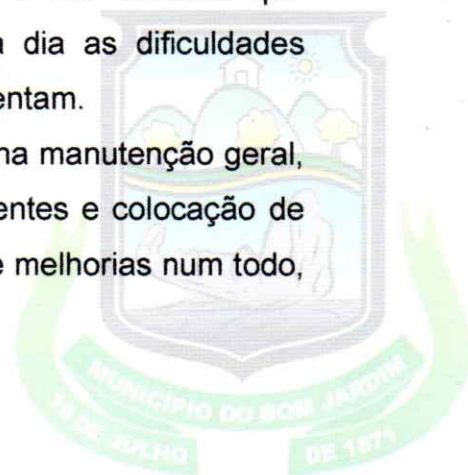 a dia as dificuldades
entam.
na manutenção geral,
entes e colocação de
e melhorias num todo,
MUNICÍPIO DO BOM JARDIM
19 DE JULHO DE 1871